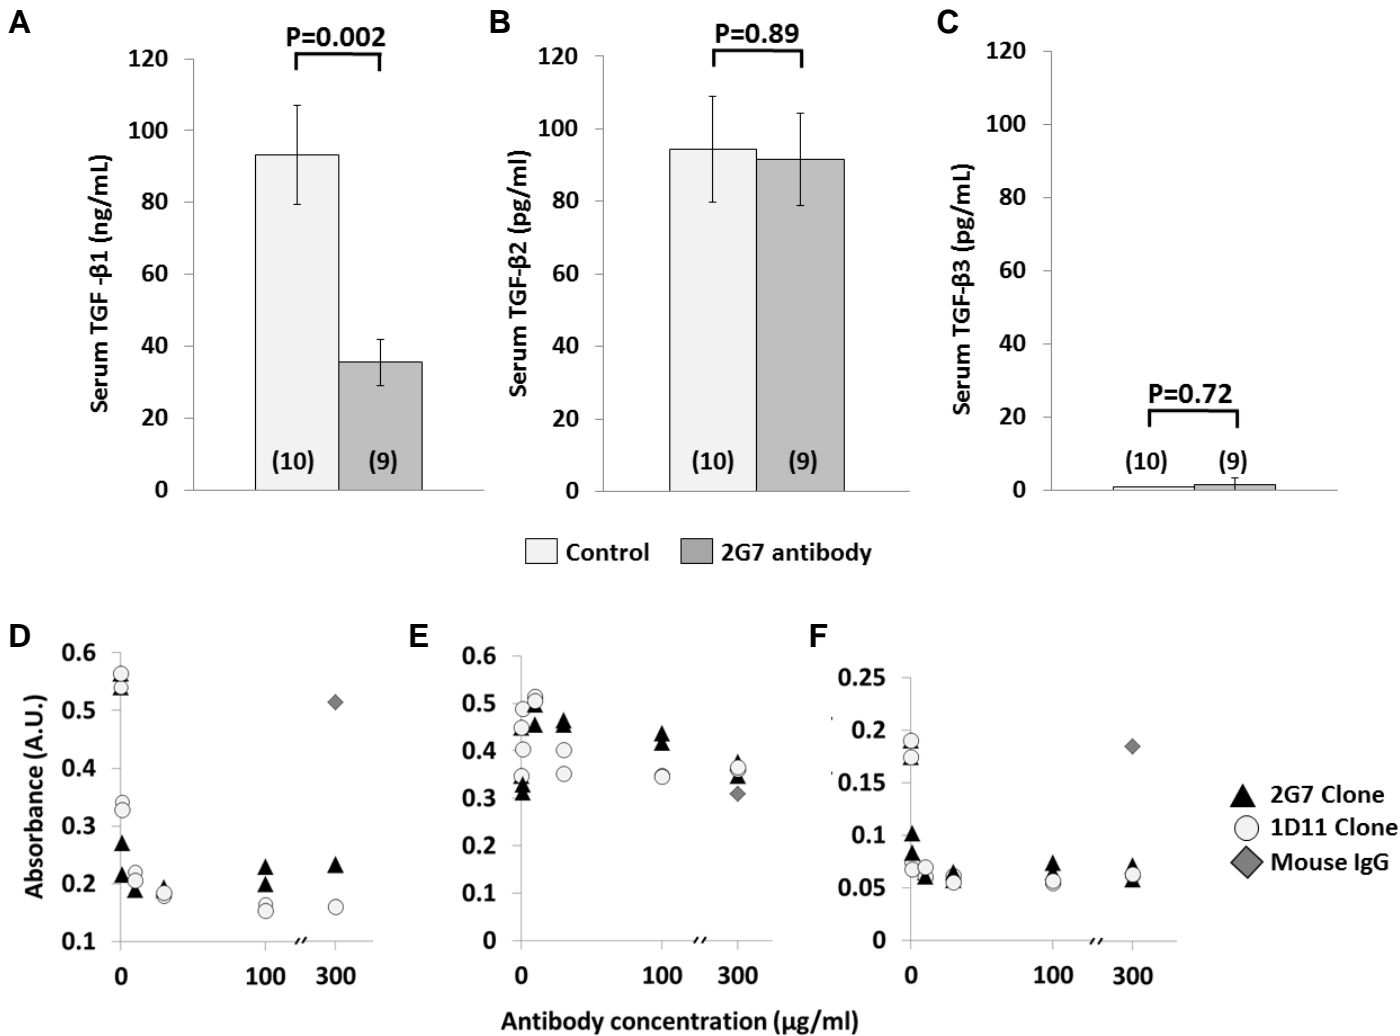 A
P=0.002
120
100
80
60
40
20
0
Serum TGF -β1 (ng/mL)
(10)
(9)
B
P=0.89
120
100
80
60
40
20
0
Serum TGF-β2 (pg/ml)
(10)
(9)
C
120
100
80
60
40
20
0
Serum TGF-β3 (pg/mL)
P=0.72
(10)
(9)
Control
2G7 antibody
D
0.6
0.5
0.4
0.3
0.2
0.1
Absorbance (A.U.)
0
100
300
E
0.6
0.5
0.4
0.3
0.2
0.1
0
0
100
300
F
0.25
0.2
0.15
0.1
0.05
0
0
100
300
2G7 Clone
1D11 Clone
Mouse IgG
Antibody concentration (µg/ml)